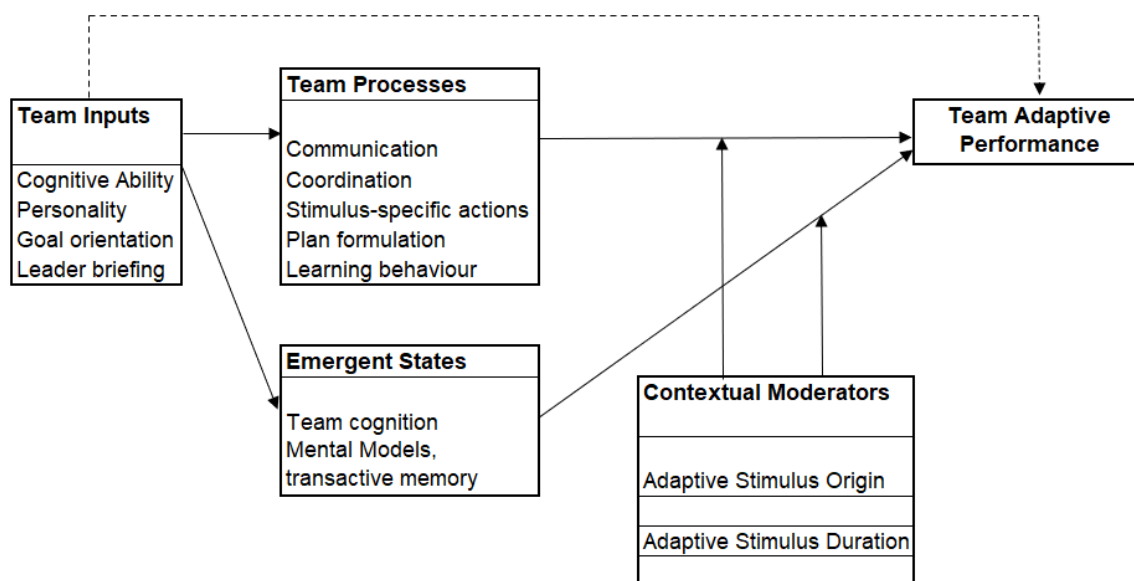 Team Inputs
Cognitive Ability
Personality
Goal orientation
Leader briefing
Team Processes
Communication
Coordination
Stimulus-specific actions
Plan formulation
Learning behaviour
Emergent States
Team cognition
Mental Models,
transactive memory
Contextual Moderators
Adaptive Stimulus Origin
Adaptive Stimulus Duration
Team Adaptive
Performance